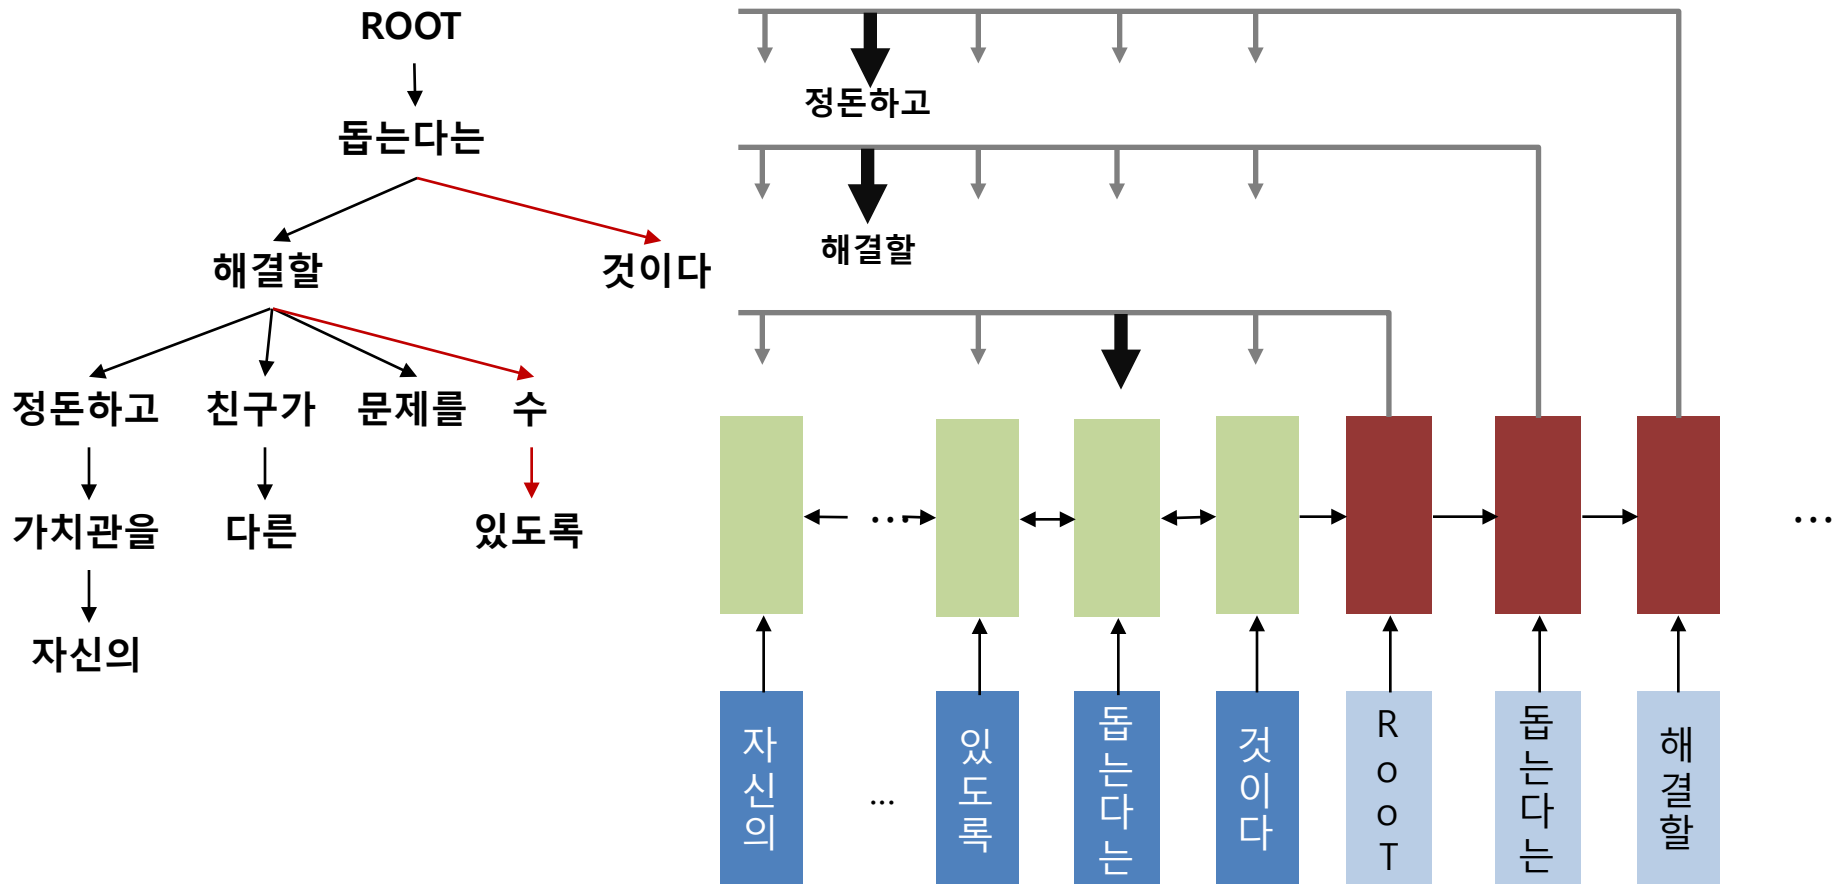 ROOT
돕는다는
해결할 것이다
정돈하고 친구가 문제를 수
가치관을 다른 있도록
자신의
정돈하고
해결할
...
...
자신의
...
있도록
돕는다는
것이다
RooT
돕는다는
해결할